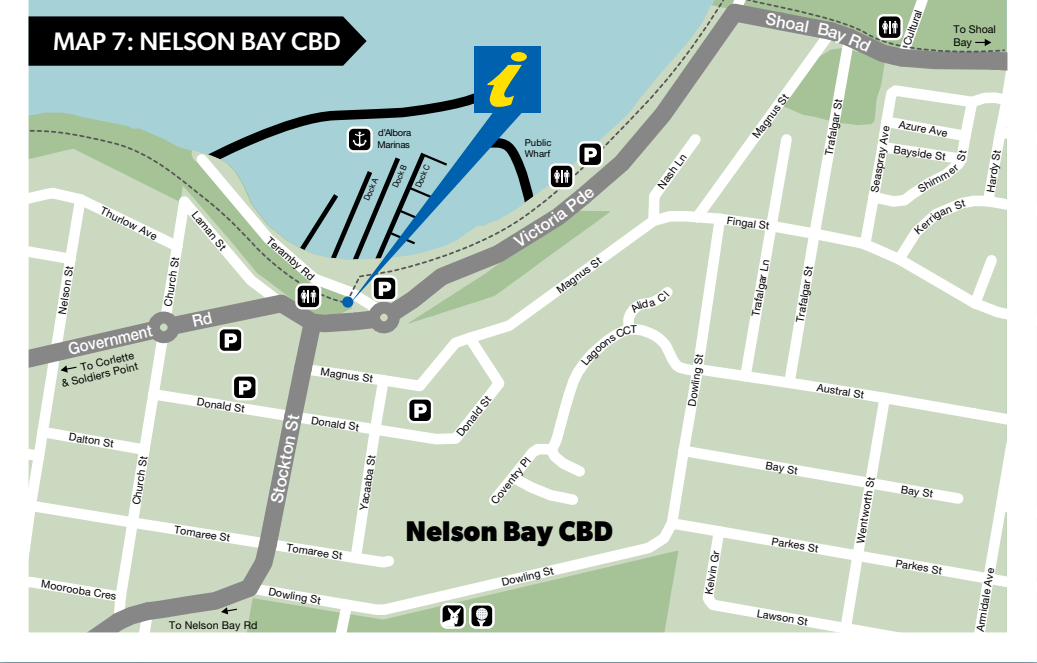 MAP 7: NELSON BAY CBD
i
Shoal Bay Rd
Cultural
To Shoal
Bay
d'Albora
Marinas
Public
Wharf
Dock A
Dock B
Dock C
P
Magnus St
Trafalgar St
Seaspray Ave
Azure Ave
Bayside St
Shimmer St
Hardy St
Kerrigan St
Nash Ln
Victoria Pde
Fingal St
Thurlow Ave
Laman St
Teramby Rd
Nelson St
Church St
P
Magnus St
Alida Cl
Lagoons CCT
Trafalgar Ln
Trafalgar St
Government Rd
To Corlette
& Soldiers Point
P
P
Magnus St
P
Donald St
Donald St
Donald St
Dowling St
Austral St
Dalton St
Church St
Stockton St
Yacaaba St
Coventry Pl
Bay St
Bay St
Wentworth St
Nelson Bay CBD
Tomaree St
Tomaree St
Parkes St
Parkes St
Kelvin Gr
Dowling St
Dowling St
Moorooba Cres
To Nelson Bay Rd
Lawson St
Armidale Ave